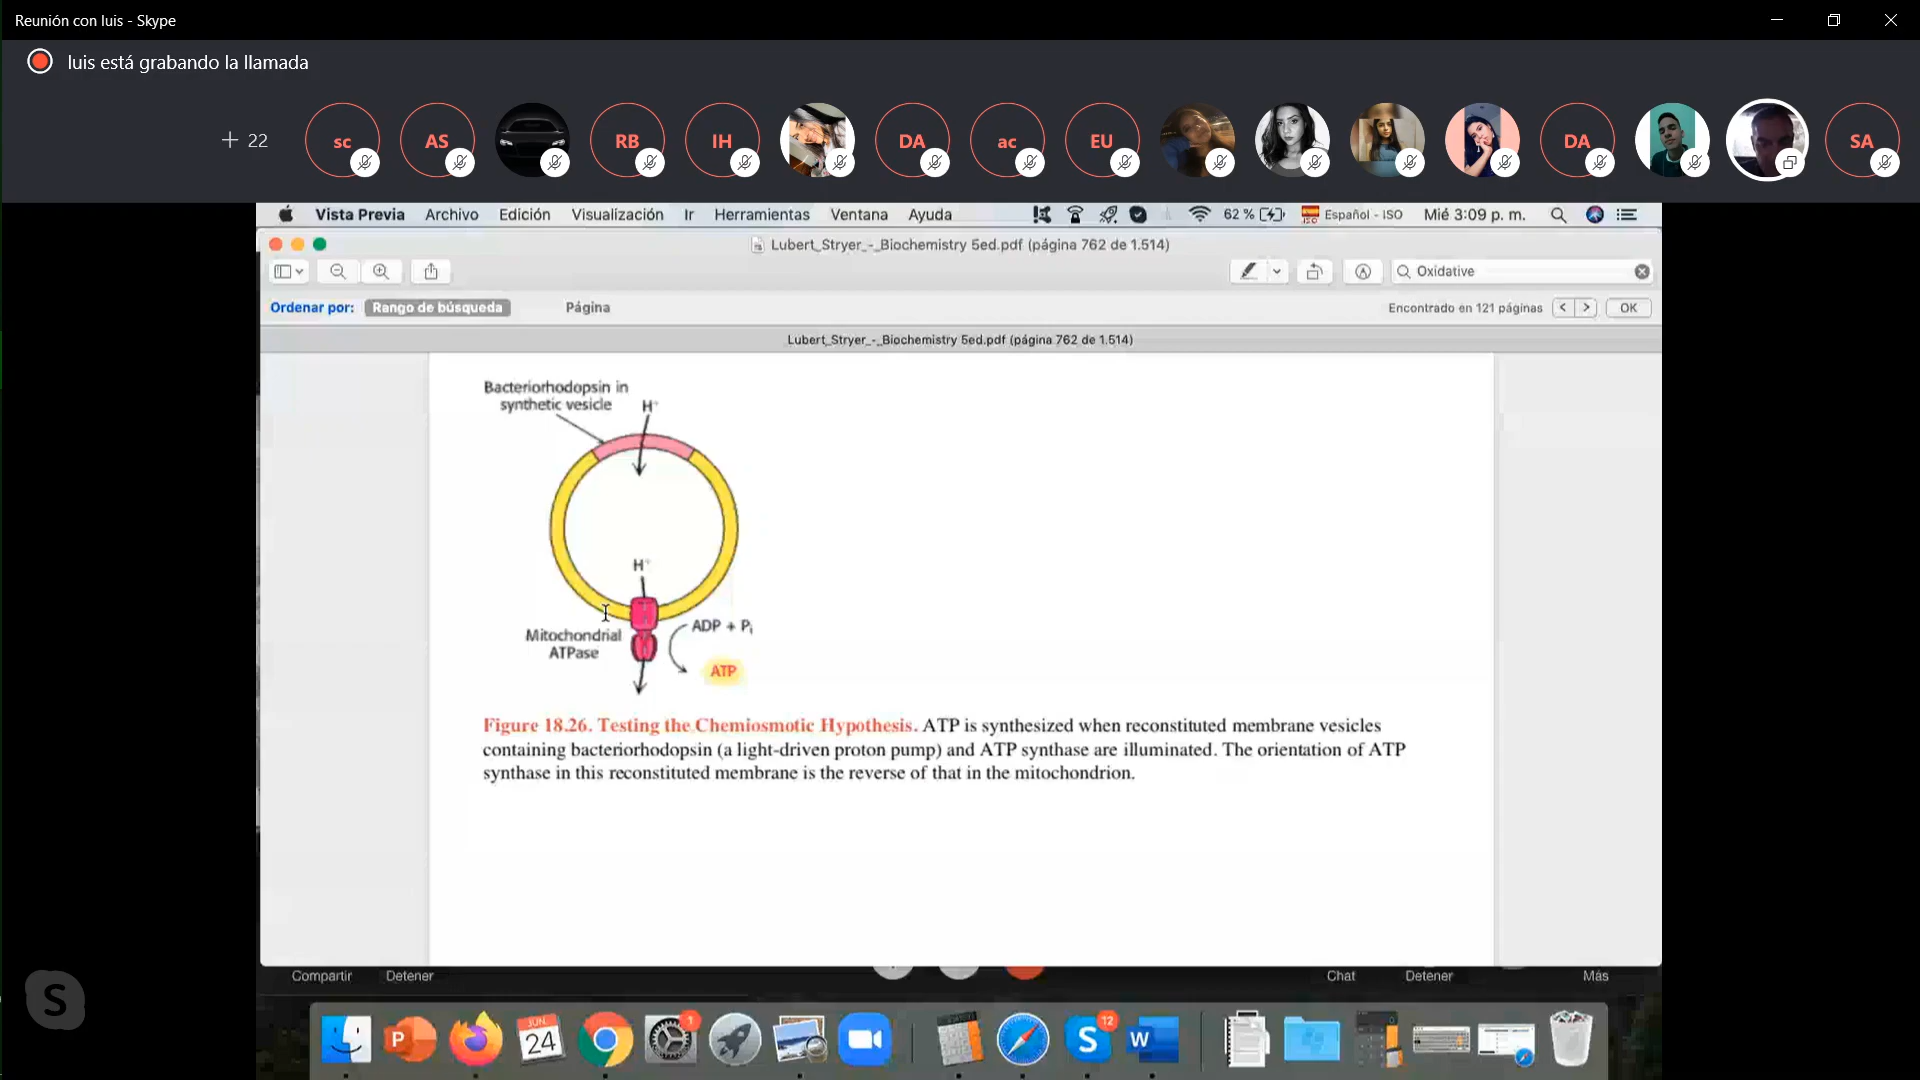 Reunión con luis - Skype
luis está grabando la llamada
+ 22
sc
AS
RB
IH
DA
ac
EU
DA
SA
Vista Previa Archivo Edición Visualización Ir Herramientas Ventana Ayuda
62 % Español - ISO Mié 3:09 p. m.
Lubert_Stryer_-_Biochemistry 5ed.pdf (página 762 de 1.514)
Oxidative
Ordenar por: Rango de búsqueda Página
Encontrado en 121 páginas < > OK
Lubert_Stryer_-_Biochemistry 5ed.pdf (página 762 de 1.514)
Bacteriorhodopsin in
synthetic vesicle
H⁺
H⁺
Mitochondrial
ATPase
ADP + Pi
ATP
Figure 18.26. Testing the Chemiosmotic Hypothesis. ATP is synthesized when reconstituted membrane vesicles
containing bacteriorhodopsin (a light-driven proton pump) and ATP synthase are illuminated. The orientation of ATP
synthase in this reconstituted membrane is the reverse of that in the mitochondrion.
Compartir Detener Chat Detener Más
S
P
JUN
24
1
S
12
W